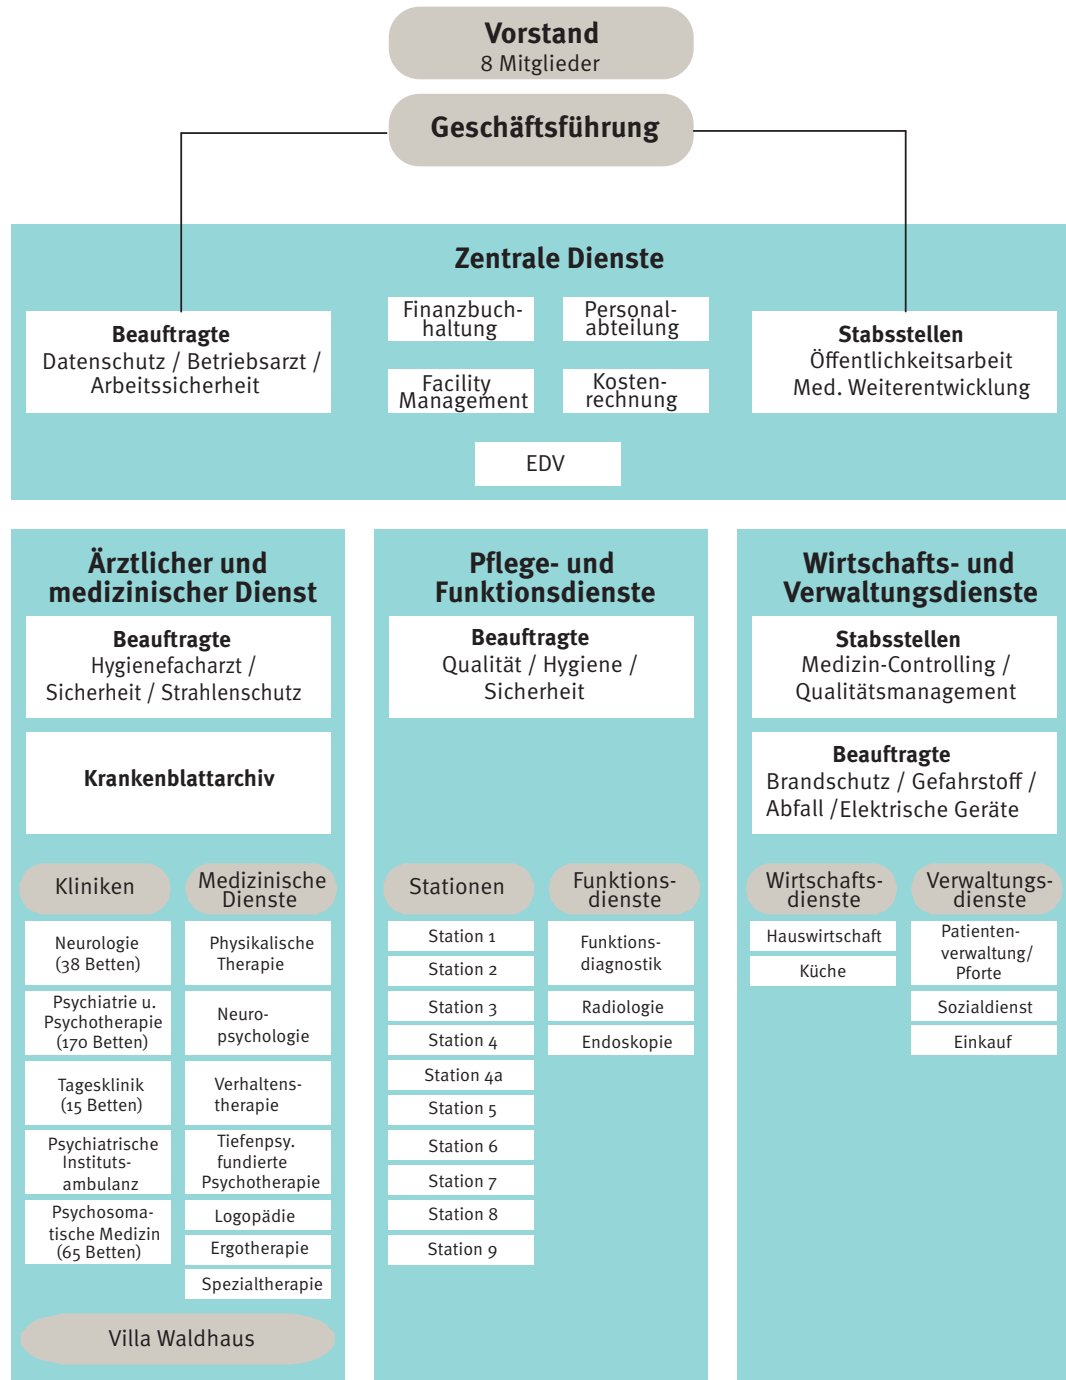 Vorstand
8 Mitglieder
Geschäftsführung
Zentrale Dienste
Beauftragte
Datenschutz / Betriebsarzt /
Arbeitssicherheit
Finanzbuch-
haltung
Personal-
abteilung
Facility
Management
Kosten-
rechnung
EDV
Stabsstellen
Öffentlichkeitsarbeit
Med. Weiterentwicklung
Ärztlicher und
medizinischer Dienst
Beauftragte
Hygienefacharzt /
Sicherheit / Strahlenschutz
Krankenblattarchiv
Kliniken
Neurologie
(38 Betten)
Psychiatrie u.
Psychotherapie
(170 Betten)
Tagesklinik
(15 Betten)
Psychiatrische
Instituts-
ambulanz
Psychosoma-
tische Medizin
(65 Betten)
Medizinische
Dienste
Physikalische
Therapie
Neuro-
psychologie
Verhaltens-
therapie
Tiefenpsy.
fundierte
Psychotherapie
Logopädie
Ergotherapie
Spezialtherapie
Villa Waldhaus
Pflege- und
Funktionsdienste
Beauftragte
Qualität / Hygiene /
Sicherheit
Stationen
Station 1
Station 2
Station 3
Station 4
Station 4a
Station 5
Station 6
Station 7
Station 8
Station 9
Funktions-
dienste
Funktions-
diagnostik
Radiologie
Endoskopie
Wirtschafts- und
Verwaltungsdienste
Stabsstellen
Medizin-Controlling /
Qualitätsmanagement
Beauftragte
Brandschutz / Gefahrstoff /
Abfall /Elektrische Geräte
Wirtschafts-
dienste
Hauswirtschaft
Küche
Verwaltungs-
dienste
Patienten-
verwaltung/
Pforte
Sozialdienst
Einkauf